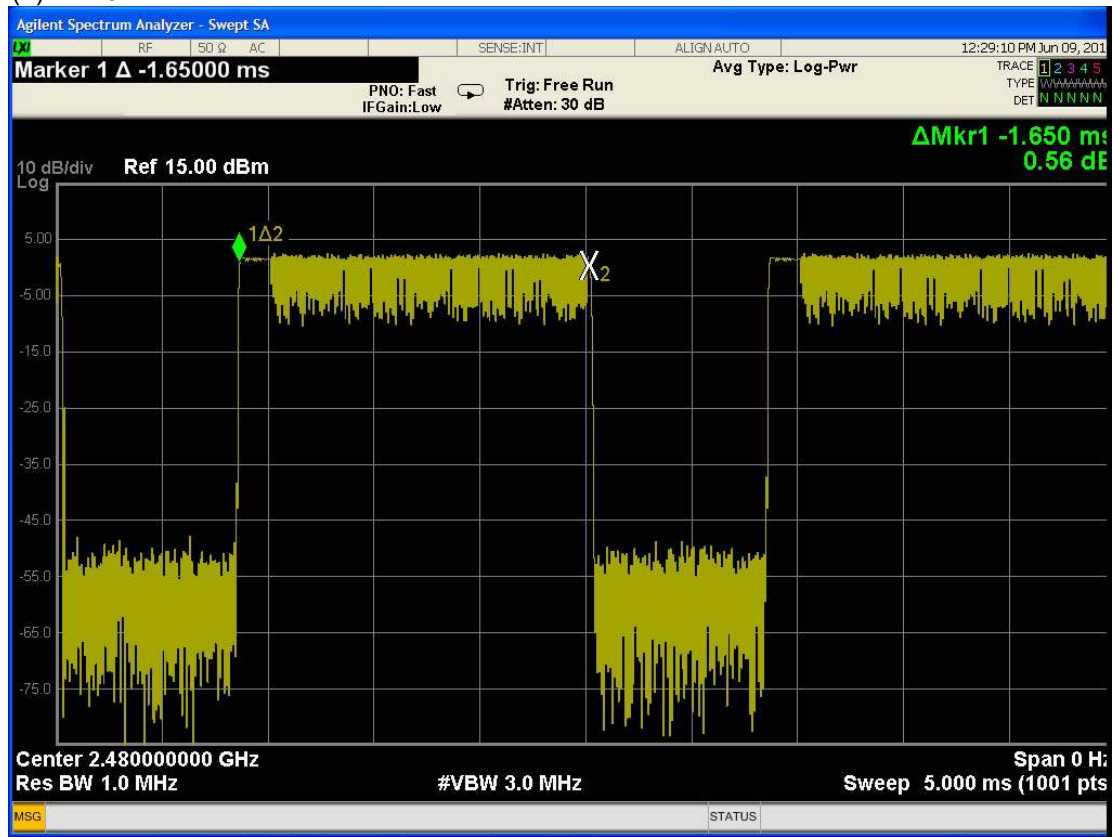 Agilent Spectrum Analyzer - Swept SA
LXI RF 50 Ω AC SENSE:INT ALIGN AUTO 12:29:10 PM Jun 09, 201
Marker 1 Δ -1.65000 ms
PNO: Fast
IFGain:Low
Trig: Free Run
#Atten: 30 dB
Avg Type: Log-Pwr
TRACE 1 2 3 4 5
TYPE
DET N N N N N
ΔMkr1 -1.650 ms
0.56 dB
10 dB/div Ref 15.00 dBm
Log
5.00
1Δ2
X2
-5.00
-15.0
-25.0
-35.0
-45.0
-55.0
-65.0
-75.0
Center 2.480000000 GHz Span 0 Hz
Res BW 1.0 MHz #VBW 3.0 MHz Sweep 5.000 ms (1001 pts
MSG STATUS